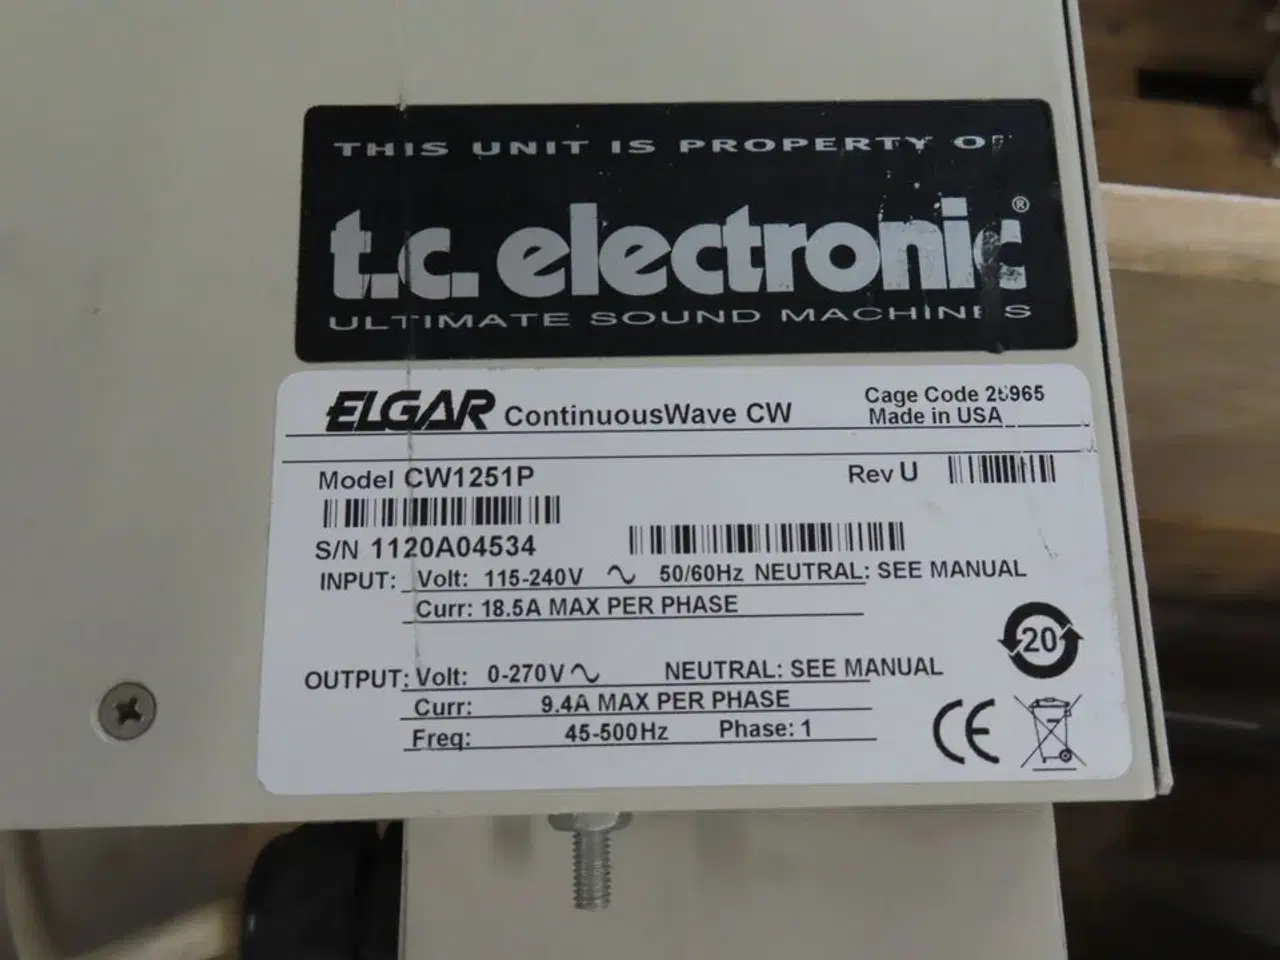 THIS UNIT IS PROPERTY OF
t.c. electronic®
ULTIMATE SOUND MACHINES
ELGAR ContinuousWave CW
Cage Code
Made in USA
Model CW1251P
Rev U
S/N 1120A04534
INPUT: Volt: 115-240V ∿ 50/60Hz NEUTRAL: SEE MANUAL
Curr: 18.5A MAX PER PHASE
20
OUTPUT: Volt: 0-270V ∿ NEUTRAL: SEE MANUAL
Curr: 9.4A MAX PER PHASE
Freq: 45-500Hz Phase: 1
CE